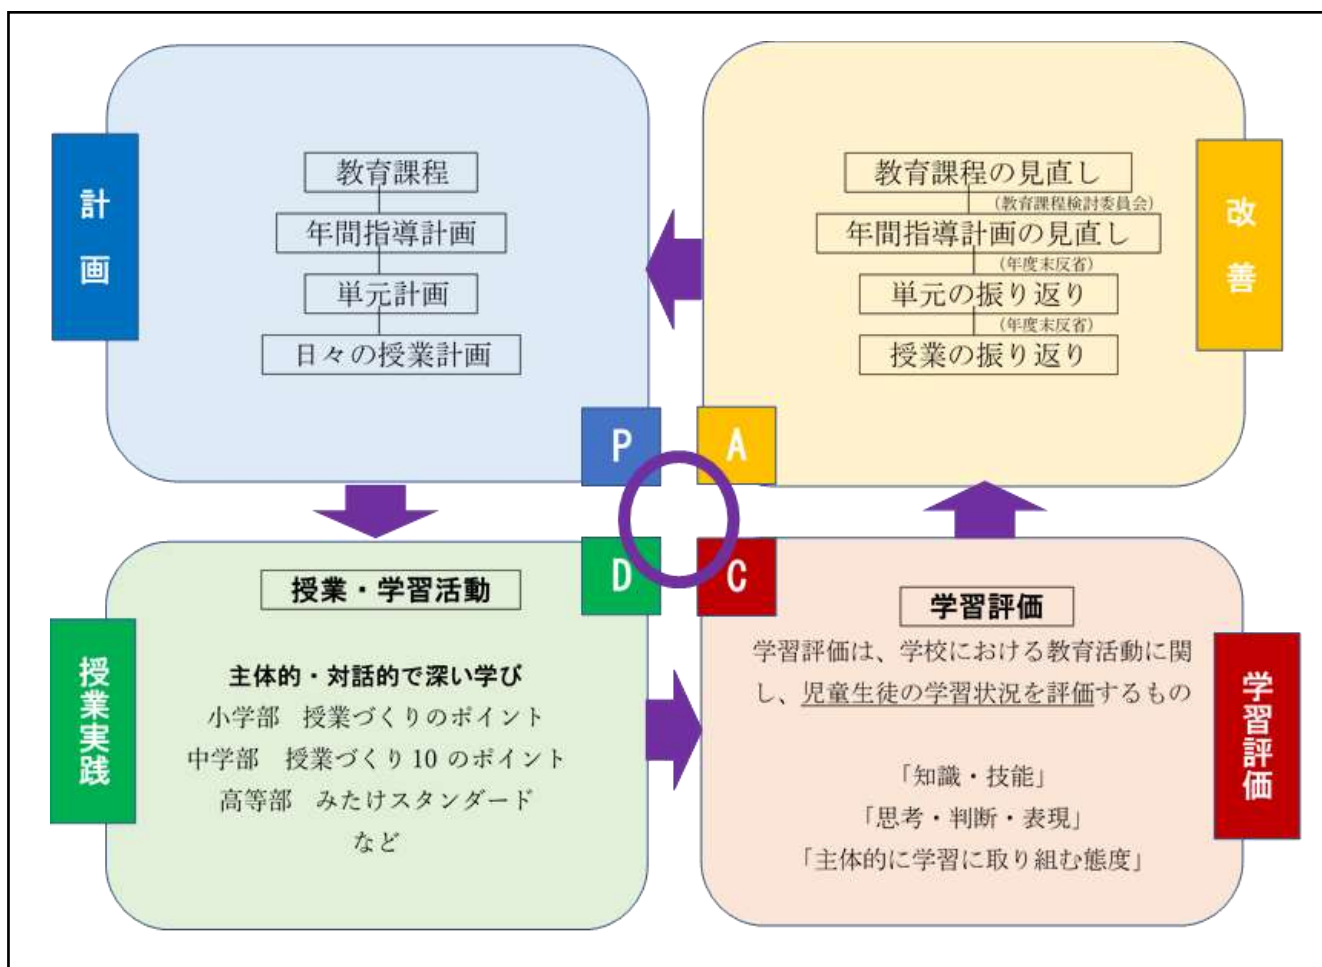 計画
教育課程
年間指導計画
単元計画
日々の授業計画
P
改善
教育課程の見直し
(教育課程検討委員会)
年間指導計画の見直し
(年度末反省)
単元の振り返り
(年度末反省)
授業の振り返り
A
授業実践
授業・学習活動
主体的・対話的で深い学び
小学部　授業づくりのポイント
中学部　授業づくり 10 のポイント
高等部　みたけスタンダード
など
D
学習評価
学習評価
学習評価は、学校における教育活動に関
し、児童生徒の学習状況を評価するもの
「知識・技能」
「思考・判断・表現」
「主体的に学習に取り組む態度」
C